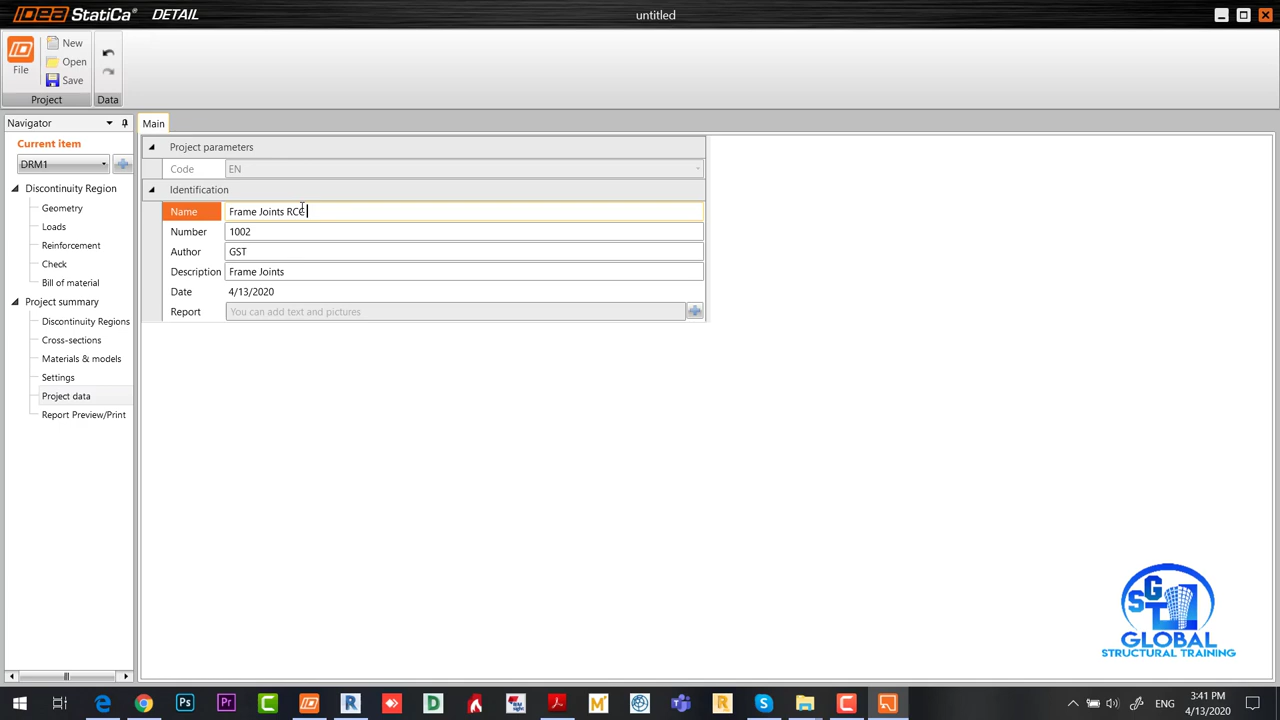 IDEA StatiCa® DETAIL
untitled
File
New
Open
Save
Project
Data
Navigator
Current item
DRM1
Discontinuity Region
Geometry
Loads
Reinforcement
Check
Bill of material
Project summary
Discontinuity Regions
Cross-sections
Materials & models
Settings
Project data
Report Preview/Print
Main
Project parameters
Code EN
Identification
Name Frame Joints RCC
Number 1002
Author GST
Description Frame Joints
Date 4/13/2020
Report You can add text and pictures
SGT
GLOBAL
STRUCTURAL TRAINING
3:41 PM
ENG
4/13/2020